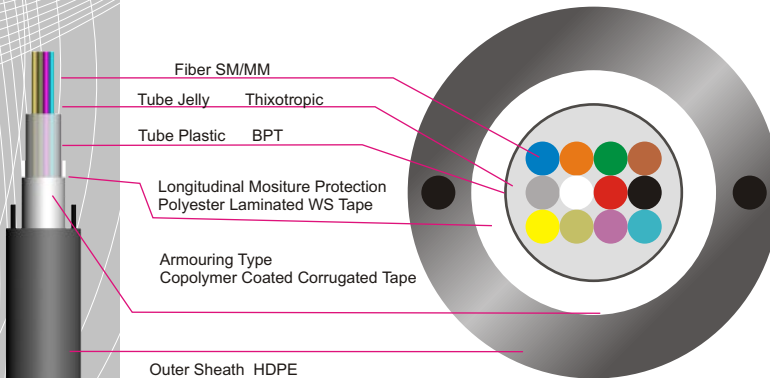 Fiber SM/MM
Tube Jelly Thixotropic
Tube Plastic BPT
Longitudinal Mositure Protection
Polyester Laminated WS Tape
Armouring Type
Copolymer Coated Corrugated Tape
Outer Sheath HDPE